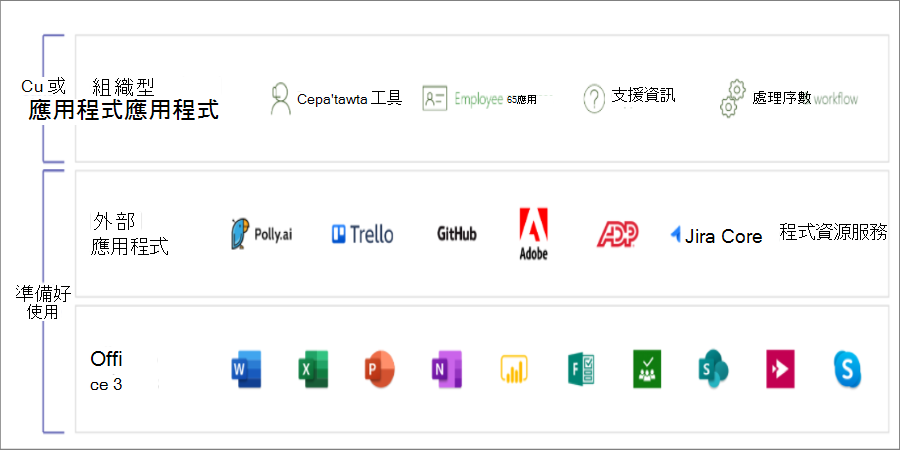 Cu 或
應用程式應用程式
組織型
Cepa'tawta 工具
Employee 65應用
支援資訊
處理序數 workflow
準備好
使用
外部
應用程式
Polly.ai
Trello
GitHub
Adobe
ADP
Jira Core
程式資源服務
Offi
ce 3
W
X
P
N
F
S
S